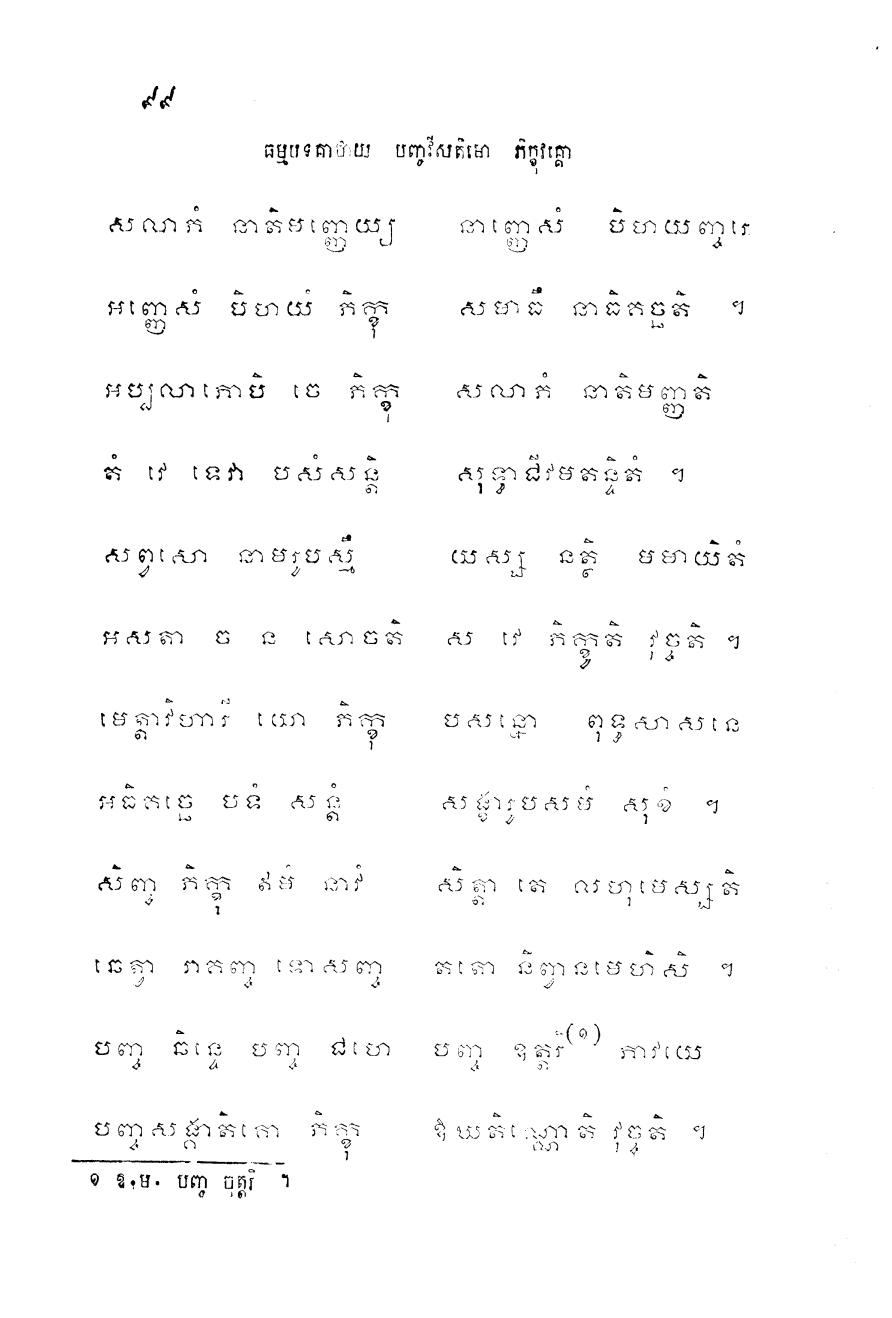 ៩៩
ធម្មបទគាថាយ បញ្ចវីសតិមោ ភិក្ខុវគ្គោ
សលាភំ នាតិមញ្ញេយ្យ នាញ្ញេសំ បិហយញ្ចរេ
អញ្ញេសំ បិហយំ ភិក្ខុ សមាធឹ នាធិគច្ឆតិ ។
អប្បលាភោបិ ចេ ភិក្ខុ សលាភំ នាតិមញ្ញតិ
តំ វេ ទេវា បសំសន្តិ សុទ្ធាជីវមតន្ទិតំ ។
សព្វសោ នាមរូបស្មឹ យស្ស នត្ថិ មមាយិតំ
អសតា ច ន សោចតិ ស វេ ភិក្ខូតិ វុច្ចតិ ។
មេត្តាវិហារី យោ ភិក្ខុ បសន្នោ ពុទ្ធសាសនេ
អធិគច្ឆេ បទំ សន្តំ សង្ខារូបសមំ សុខំ ។
សិញ្ច ភិក្ខុ ឥមំ នាវំ សិត្តា តេ លហុមេស្សតិ
ឆេត្វា រាគញ្ច ទោសញ្ច តតោ និព្វានមេហិសិ ។
បញ្ច ឆិន្ទេ បញ្ច ជហេ បញ្ច ឧត្តរិ(១) ភាវយេ
បញ្ចសង្គាតិគោ ភិក្ខុ ឱឃតិណ្ណោតិ វុច្ចតិ ។
១ ឱ.ម. បញ្ច ចុត្តរិ ។